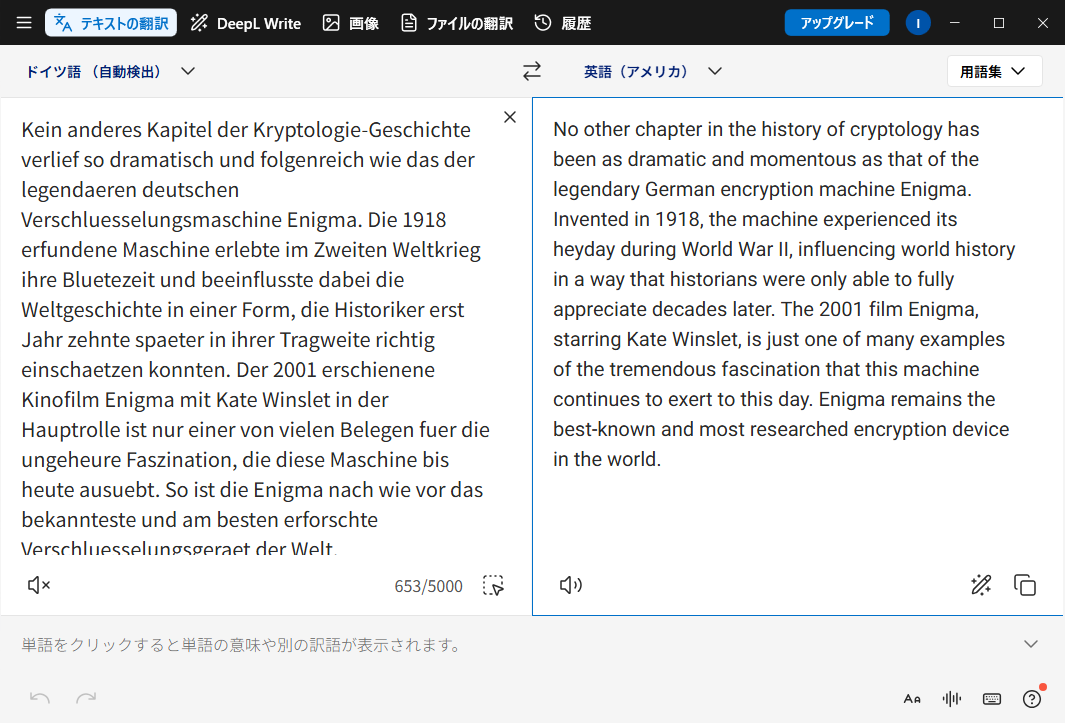 テキストの翻訳 DeepL Write 画像 ファイルの翻訳 履歴 アップグレード I
ドイツ語 (自動検出) 英語 (アメリカ) 用語集
Kein anderes Kapitel der Kryptologie-Geschichte
verlief so dramatisch und folgenreich wie das der
legendaeren deutschen
Verschluesselungsmaschine Enigma. Die 1918
erfundene Maschine erlebte im Zweiten Weltkrieg
ihre Bluetezeit und beeinflusste dabei die
Weltgeschichte in einer Form, die Historiker erst
Jahr zehnte spaeter in ihrer Tragweite richtig
einschaetzen konnten. Der 2001 erschienene
Kinofilm Enigma mit Kate Winslet in der
Hauptrolle ist nur einer von vielen Belegen fuer die
ungeheure Faszination, die diese Maschine bis
heute ausuebt. So ist die Enigma nach wie vor das
bekannteste und am besten erforschte
Verschluesselungsgeraet der Welt.
653/5000
No other chapter in the history of cryptology has
been as dramatic and momentous as that of the
legendary German encryption machine Enigma.
Invented in 1918, the machine experienced its
heyday during World War II, influencing world history
in a way that historians were only able to fully
appreciate decades later. The 2001 film Enigma,
starring Kate Winslet, is just one of many examples
of the tremendous fascination that this machine
continues to exert to this day. Enigma remains the
best-known and most researched encryption device
in the world.
単語をクリックすると単語の意味や別の訳語が表示されます。